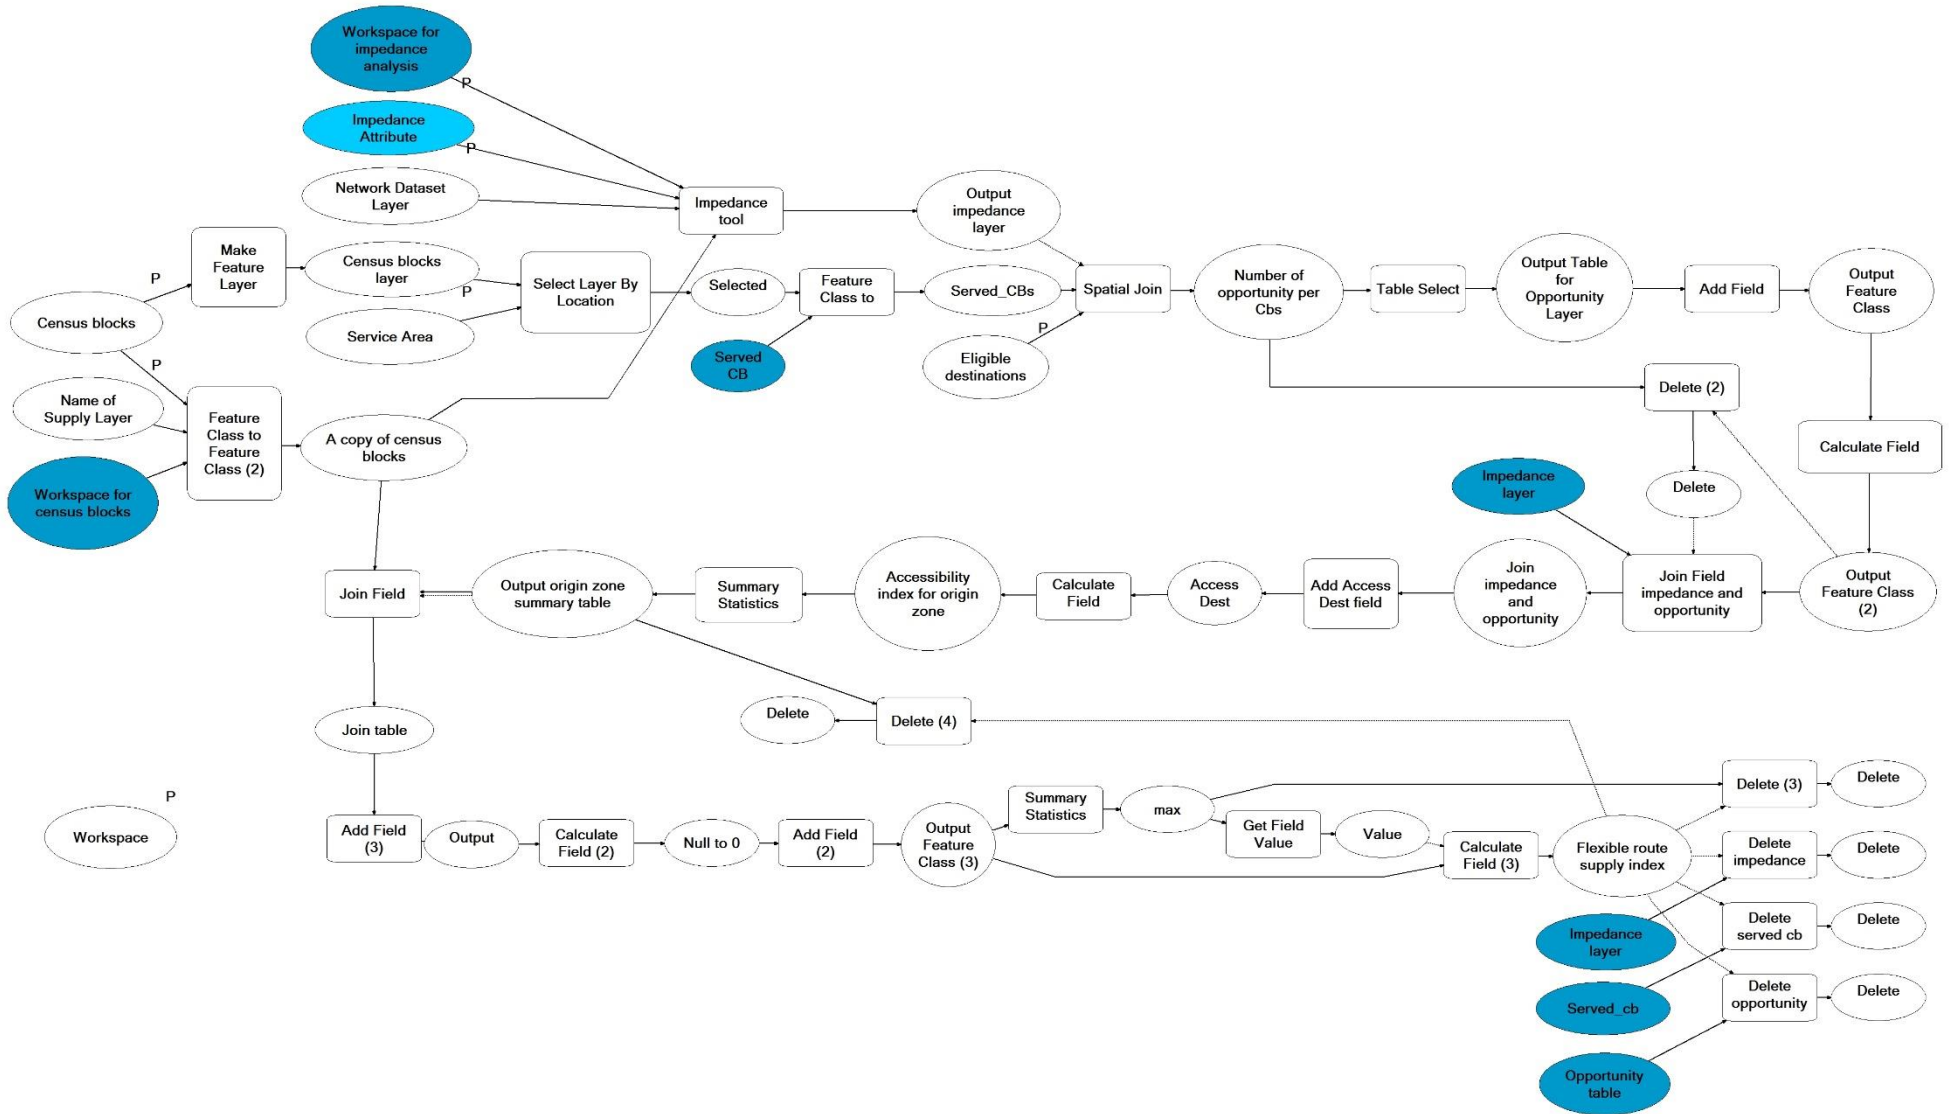 Workspace for
impedance
analysis
P
Impedance
Attribute
P
Network Dataset
Layer
Impedance
tool
Output
impedance
layer
Make
Feature
Layer
P
Census blocks
layer
P
Select Layer By
Location
Selected
Feature
Class to
Served_CBs
Spatial Join
Number of
opportunity per
Cbs
Table Select
Output Table
for
Opportunity
Layer
Add Field
Output
Feature
Class
Census blocks
P
Service Area
Served
CB
P
Eligible
destinations
Delete (2)
Name of
Supply Layer
Feature
Class to
Feature
Class (2)
A copy of census
blocks
Calculate Field
Workspace for
census blocks
Impedance
layer
Delete
Join Field
Output origin zone
summary table
Summary
Statistics
Accessibility
index for origin
zone
Calculate
Field
Access
Dest
Add Access
Dest field
Join
impedance
and
opportunity
Join Field
impedance and
opportunity
Output
Feature Class
(2)
Join table
Delete
Delete (4)
P
Workspace
Add Field
(3)
Output
Calculate
Field (2)
Null to 0
Add Field
(2)
Output
Feature
Class (3)
Summary
Statistics
max
Get Field
Value
Value
Calculate
Field (3)
Flexible route
supply index
Delete (3)
Delete
Delete
impedance
Delete
Impedance
layer
Delete
served cb
Delete
Served_cb
Delete
opportunity
Delete
Opportunity
table